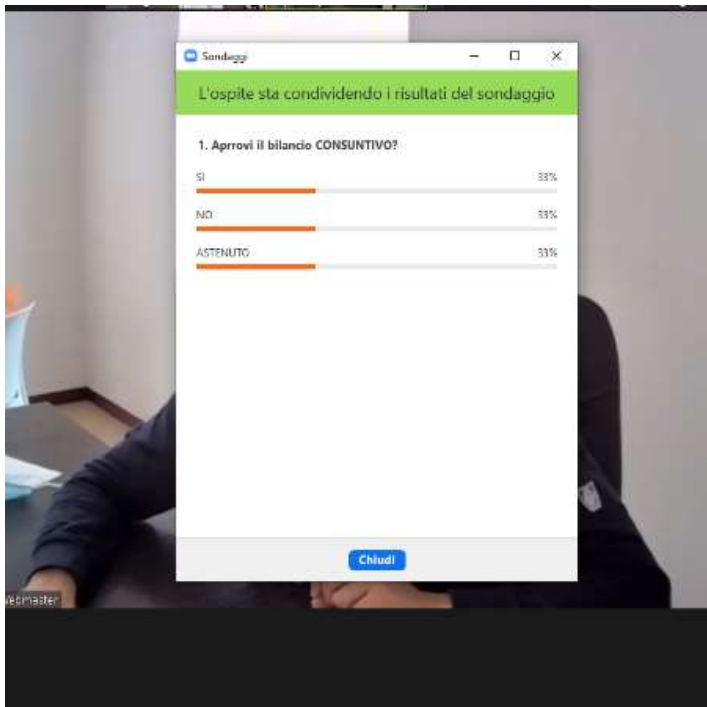 Sondaggi
L'ospite sta condividendo i risultati del sondaggio
1. Aprrovi il bilancio CONSUNTIVO?
SI 33%
NO 33%
ASTENUTO 33%
Chiudi
Webmaster